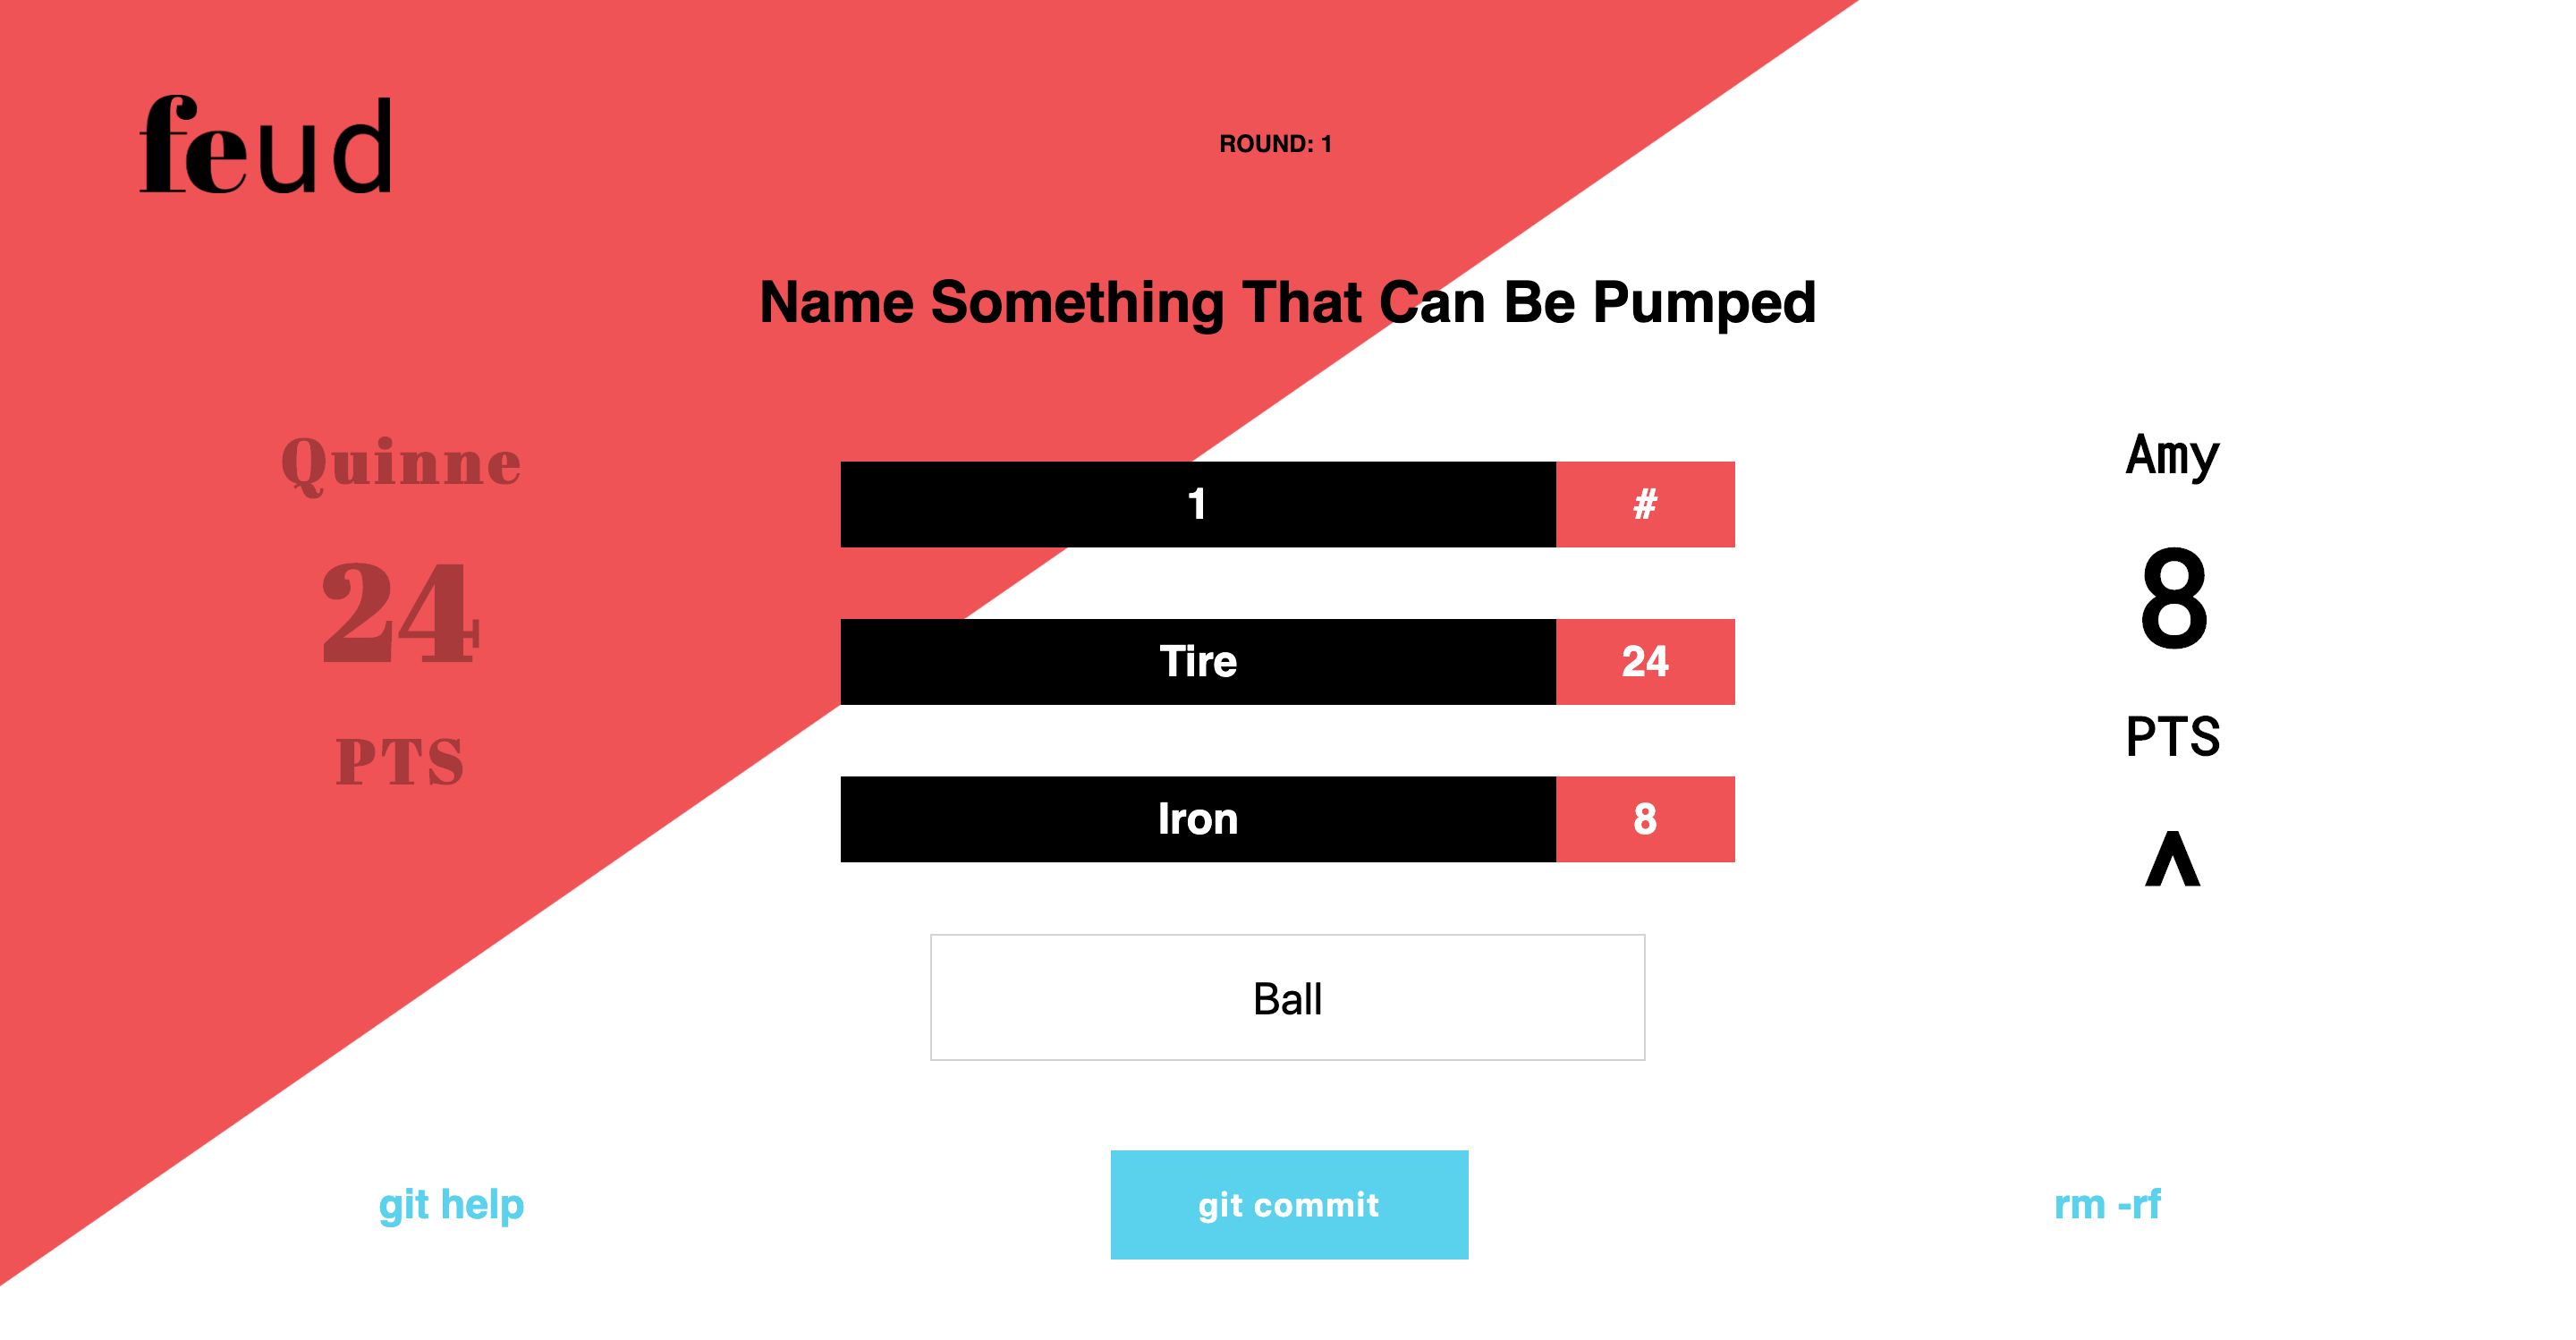 feud
ROUND: 1
Name Something That Can Be Pumped
Quinne
24
PTS
1 #
Tire 24
Iron 8
Amy
8
PTS
^
Ball
git help
git commit
rm -rf